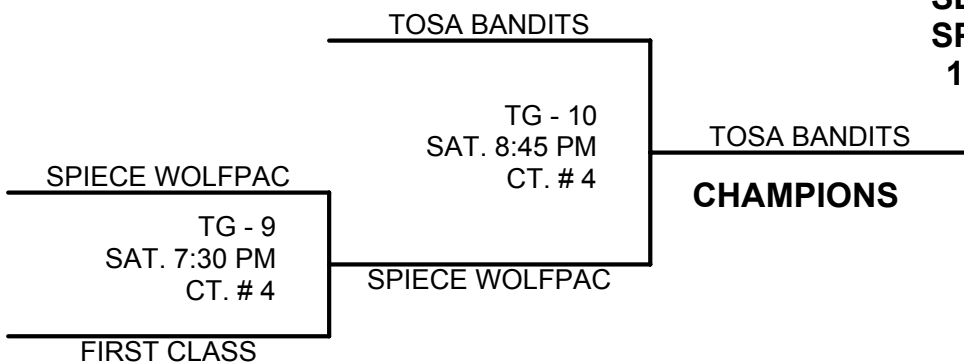 TOSA BANDITS
TG - 10
SAT. 8:45 PM
CT. # 4
TOSA BANDITS
CHAMPIONS
SPIECE WOLFPAC
TG - 9
SAT. 7:30 PM
CT. # 4
SPIECE WOLFPAC
FIRST CLASS